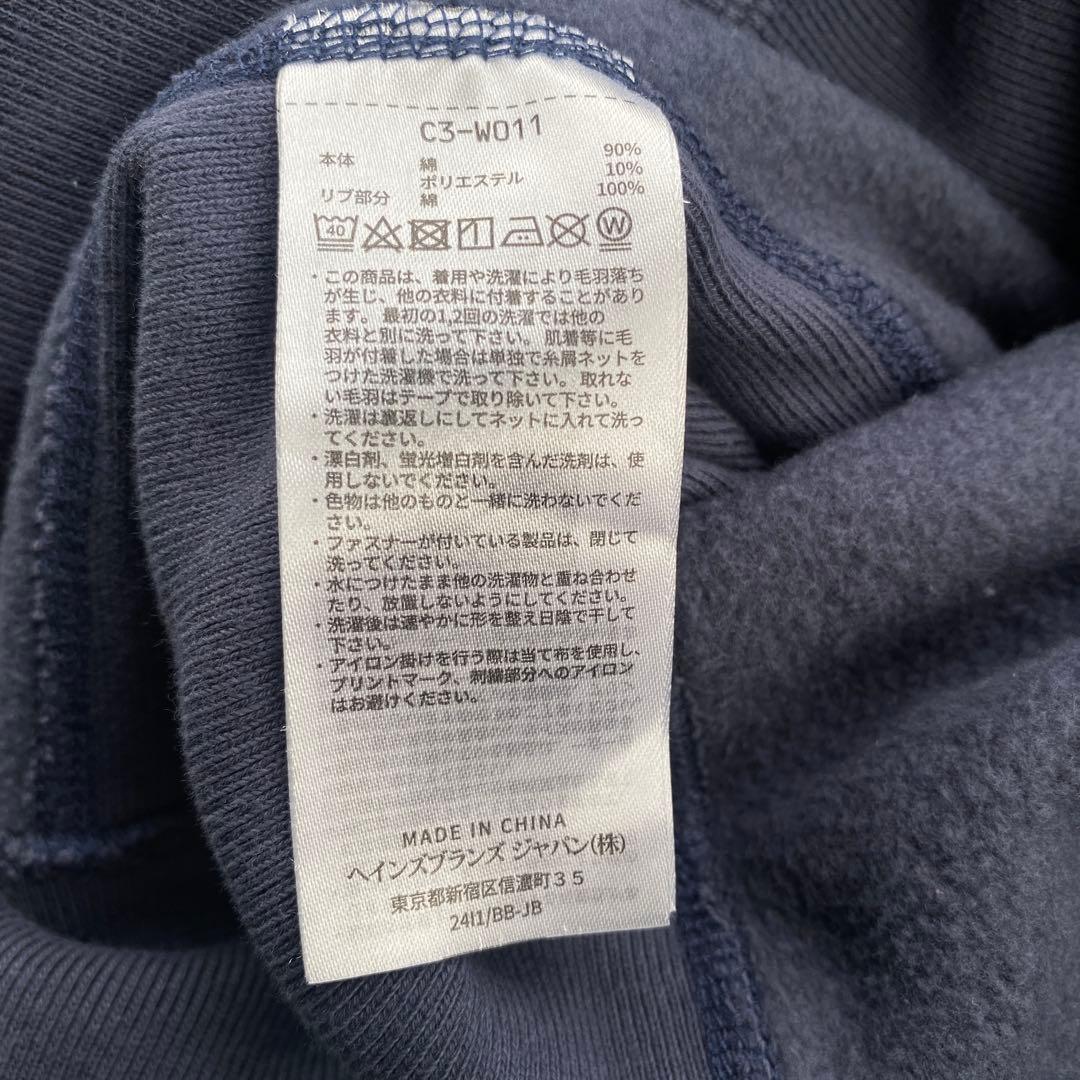 C3-W011
本体 綿 90%
ポリエステル 10%
リブ部分 綿 100%
40 W
・この商品は、着用や洗濯により毛羽落ち
が生じ、他の衣料に付着することがあり
ます。最初の1,2回の洗濯では他の
衣料と別に洗って下さい。肌着等に毛
羽が付着した場合は単独で糸屑ネットを
つけた洗濯機で洗って下さい。取れな
い毛羽はテープで取り除いて下さい。
・洗濯は裏返しにしてネットに入れて洗っ
てください。
・漂白剤、蛍光増白剤を含んだ洗剤は、使
用しないでください。
・色物は他のものと一緒に洗わないでくだ
さい。
・ファスナーが付いている製品は、閉じて
洗ってください。
・水につけたまま他の洗濯物と重ね合わせ
たり、放置しないようにしてください。
・洗濯後は速やかに形を整え日陰で干して
下さい。
・アイロン掛けを行う際は当て布を使用し、
プリントマーク、刺繍部分へのアイロン
はお避けください。
MADE IN CHINA
ヘインズブランズ ジャパン(株)
東京都新宿区信濃町35
24I1/BB-JB